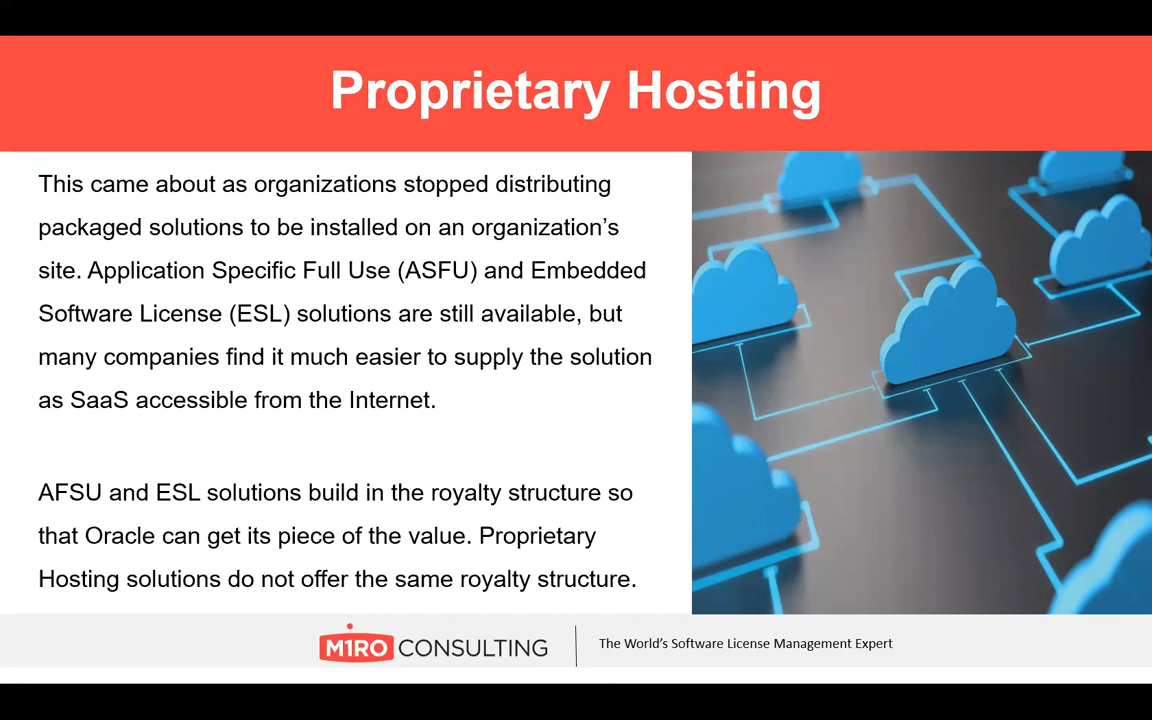 Proprietary Hosting
This came about as organizations stopped distributing
packaged solutions to be installed on an organization’s
site. Application Specific Full Use (ASFU) and Embedded
Software License (ESL) solutions are still available, but
many companies find it much easier to supply the solution
as SaaS accessible from the Internet.
AFSU and ESL solutions build in the royalty structure so
that Oracle can get its piece of the value. Proprietary
Hosting solutions do not offer the same royalty structure.
MIRO CONSULTING
The World’s Software License Management Expert